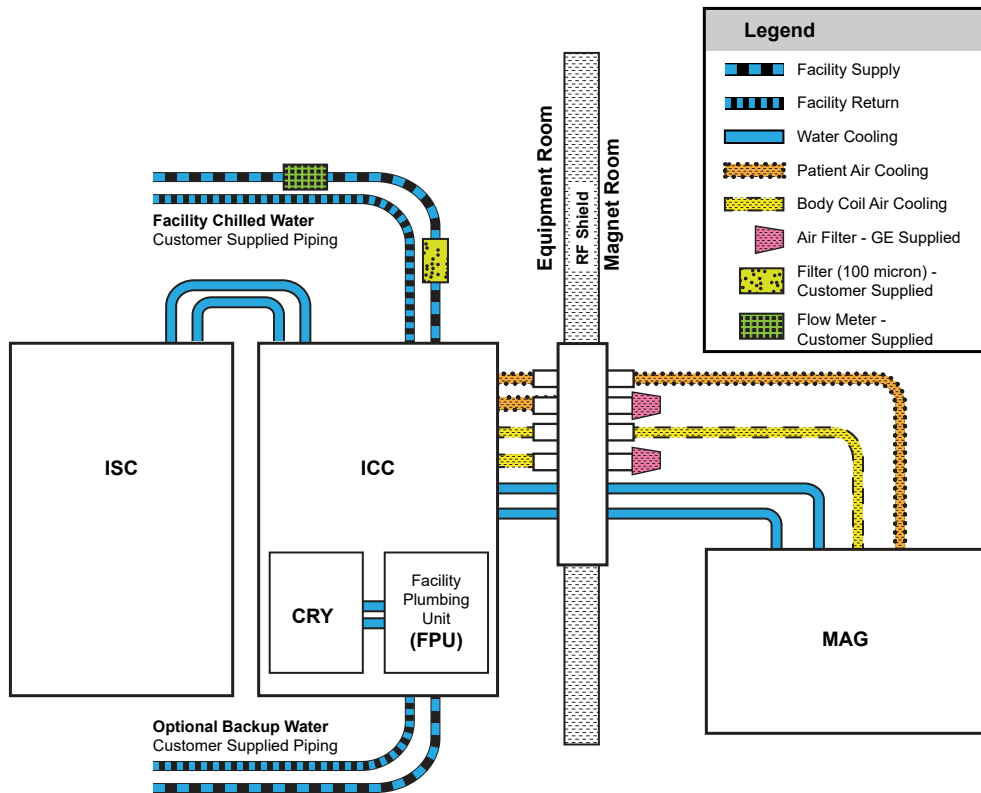 Legend
Facility Supply
Facility Return
Water Cooling
Patient Air Cooling
Body Coil Air Cooling
Air Filter - GE Supplied
Filter (100 micron) -
Customer Supplied
Flow Meter -
Customer Supplied
Equipment Room
RF Shield
Magnet Room
Facility Chilled Water
Customer Supplied Piping
ISC
ICC
CRY
Facility
Plumbing
Unit
(FPU)
MAG
Optional Backup Water
Customer Supplied Piping